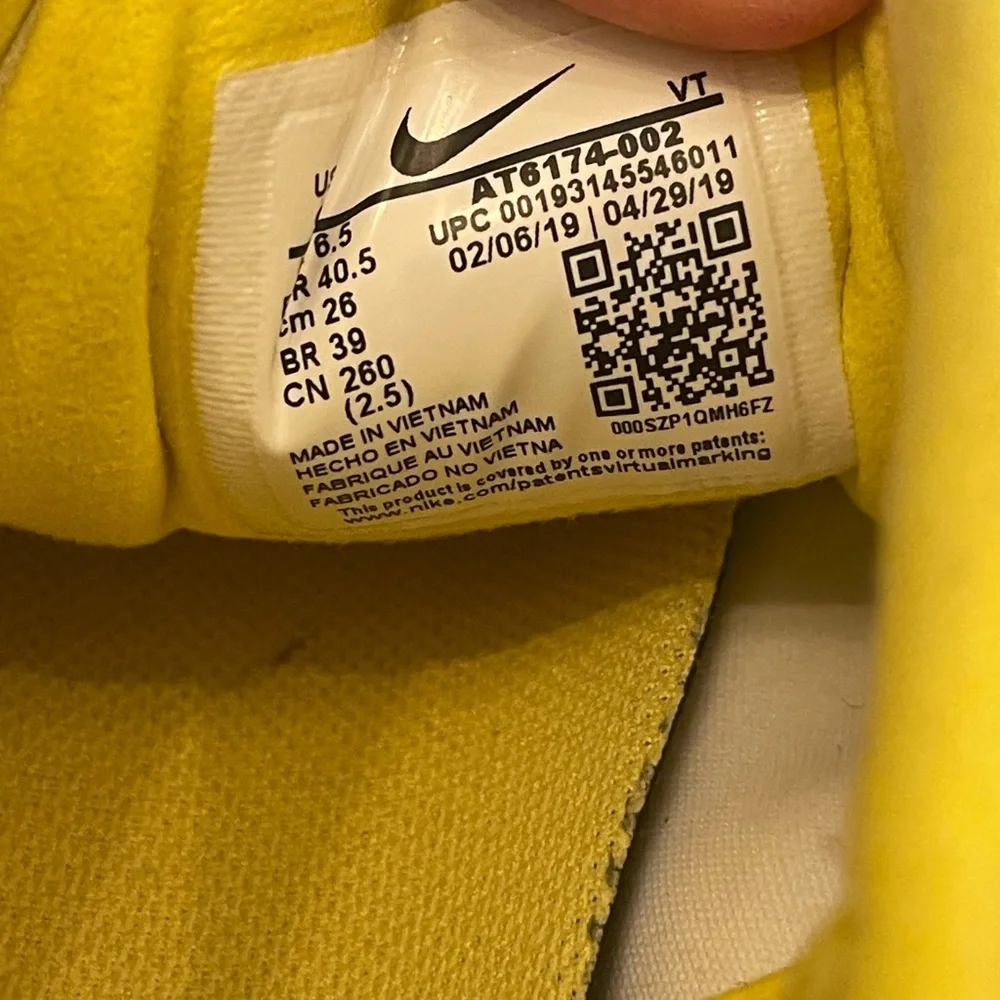 VT
AT6174-002
UPC 00193145546011
02/06/19 | 04/29/19
6.5
40.5
cm 26
BR 39
CN 260
(2.5)
MADE IN VIETNAM
HECHO EN VIETNAM
FABRIQUE AU VIETNAM
FABRICADO NO VIETNA
000SZP1QMH6FZ
This product is covered by one or more patents:
www.nike.com/patentsvirtualmarking